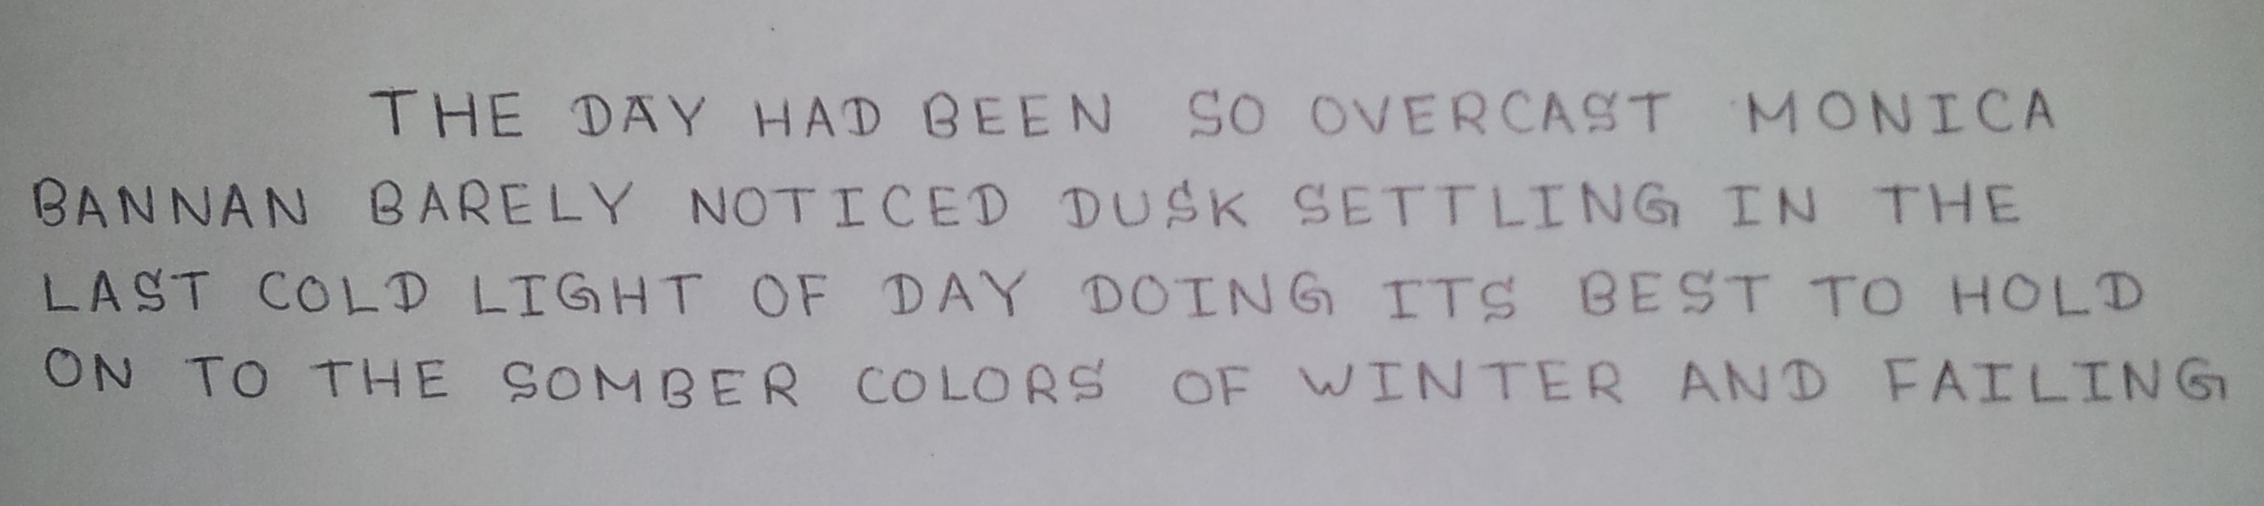 THE DAY HAD BEEN SO OVERCAST MONICA
BANNAN BARELY NOTICED DUSK SETTLING IN THE
LAST COLD LIGHT OF DAY DOING ITS BEST TO HOLD
ON TO THE SOMBER COLORS OF WINTER AND FAILING